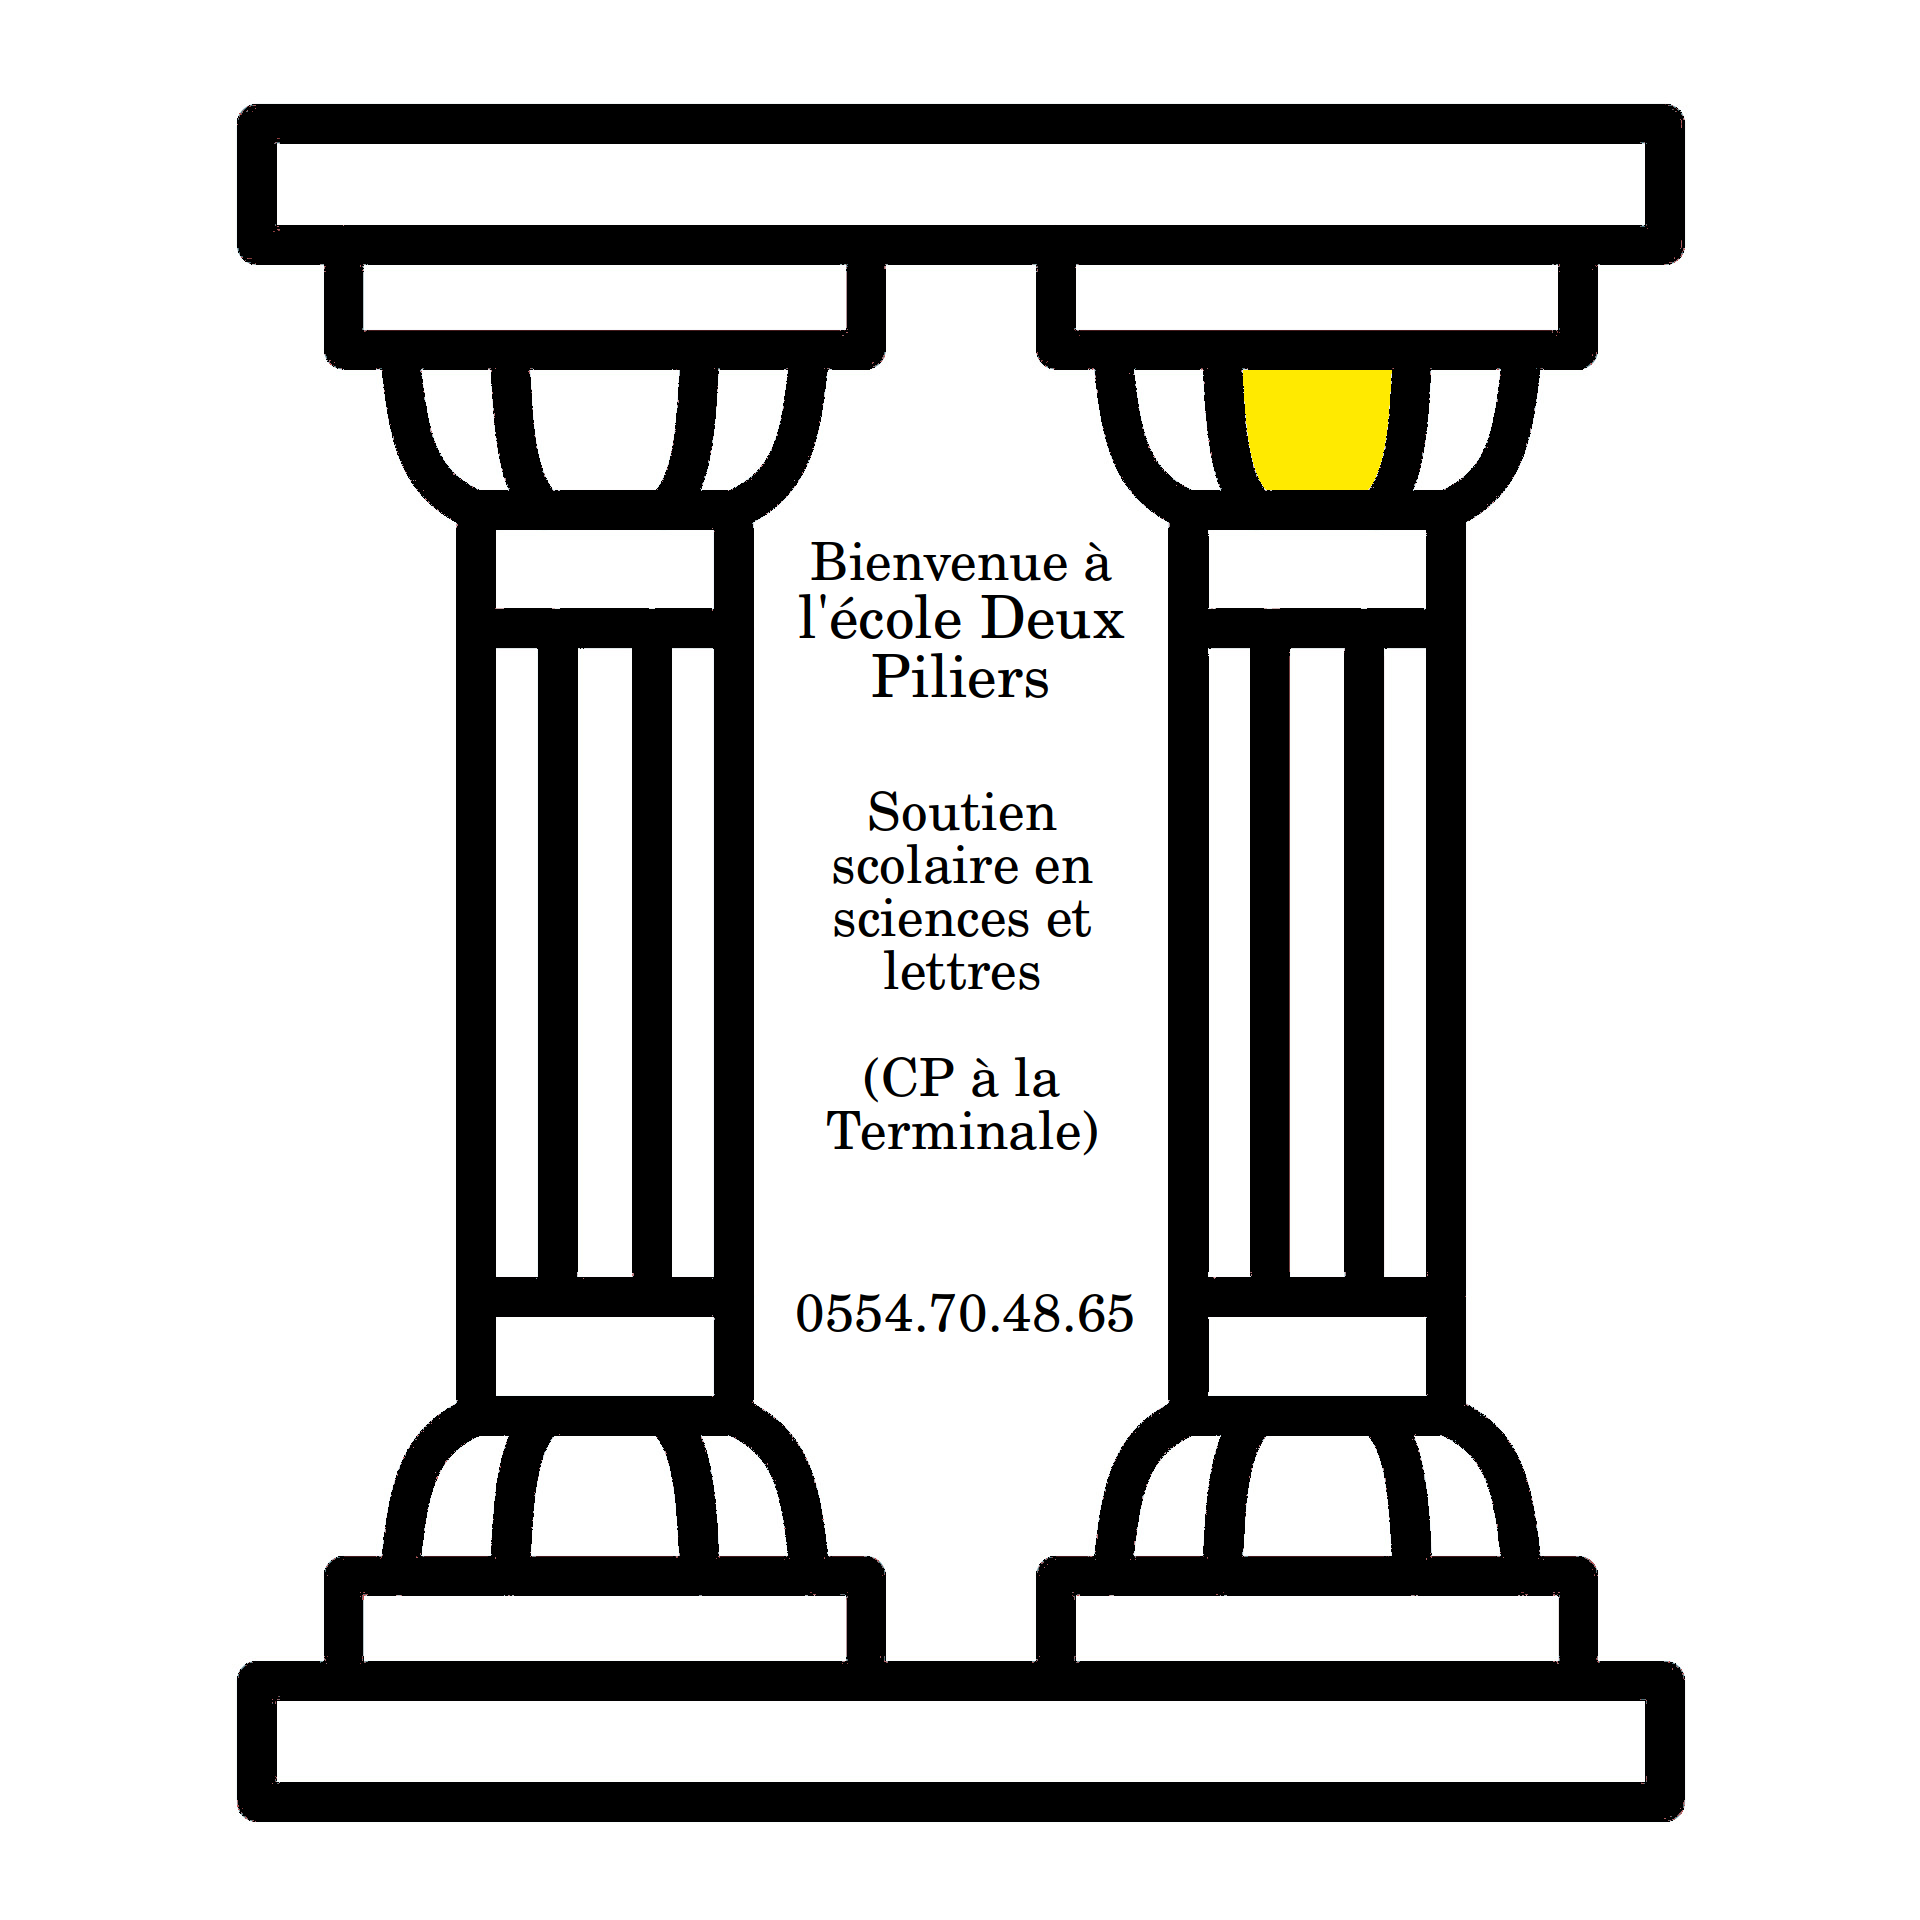 Bienvenue à
l'école Deux
Piliers
Soutien
scolaire en
sciences et
lettres
(CP à la
Terminale)
0554.70.48.65